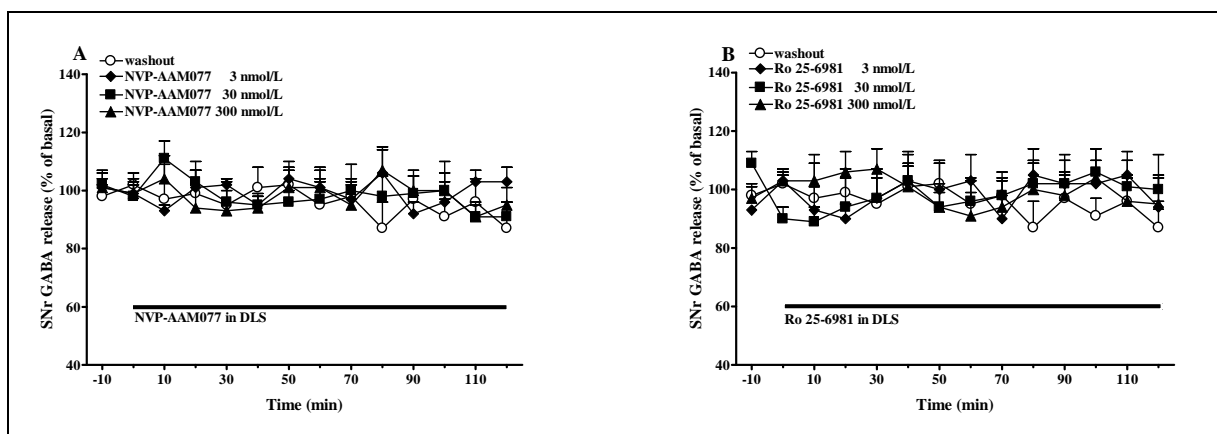 A
washout
NVP-AAM077 3 nmol/L
NVP-AAM077 30 nmol/L
NVP-AAM077 300 nmol/L
140
120
100
80
60
40
SNr GABA release (% of basal)
NVP-AAM077 in DLS
-10 10 30 50 70 90 110
Time (min)
B
washout
Ro 25-6981 3 nmol/L
Ro 25-6981 30 nmol/L
Ro 25-6981 300 nmol/L
140
120
100
80
60
40
SNr GABA release (% of basal)
Ro 25-6981 in DLS
-10 10 30 50 70 90 110
Time (min)